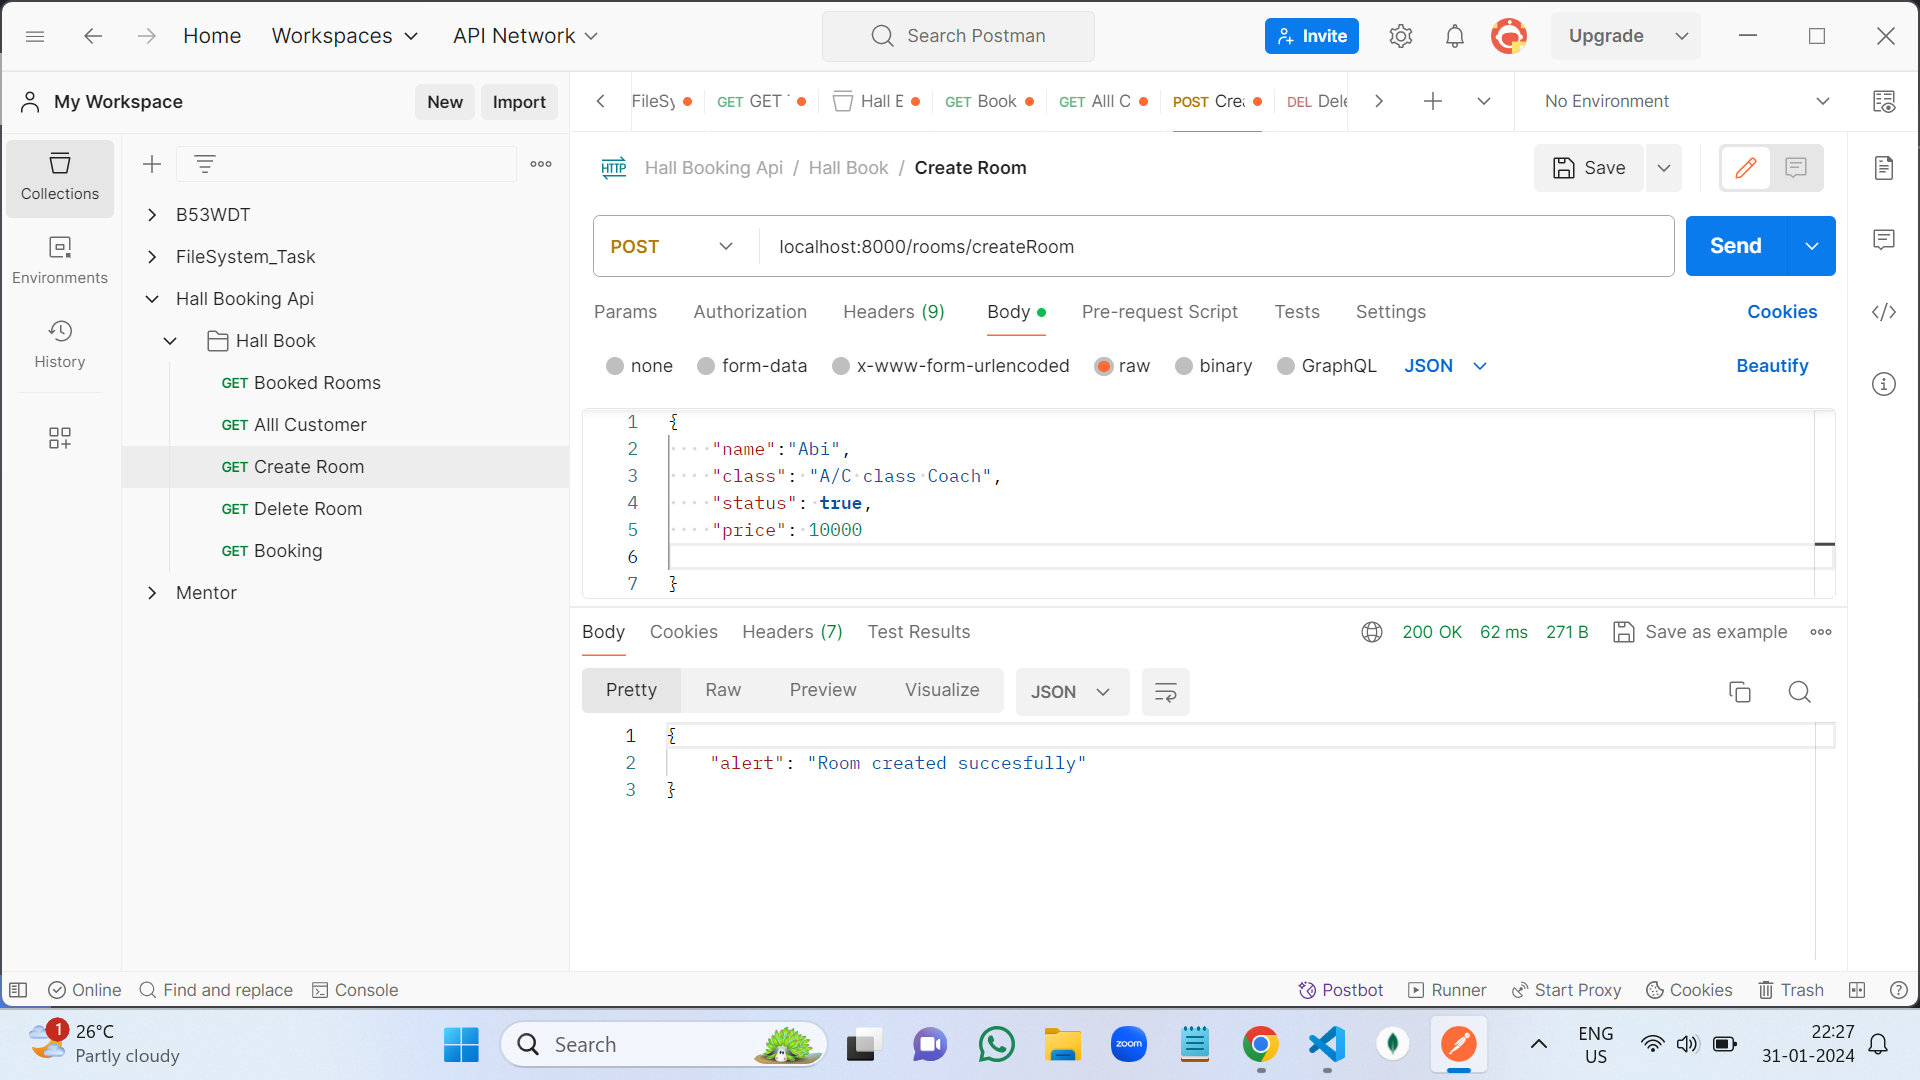 Home Workspaces API Network Search Postman Invite Upgrade
My Workspace New Import FileSy GET GET Hall E GET Book GET Alll C POST Crea DEL Dele No Environment
Collections
Environments
History
B53WDT
FileSystem_Task
Hall Booking Api
Hall Book
GET Booked Rooms
GET Alll Customer
GET Create Room
GET Delete Room
GET Booking
Mentor
HTTP Hall Booking Api / Hall Book / Create Room Save
POST localhost:8000/rooms/createRoom Send
Params Authorization Headers (9) Body Pre-request Script Tests Settings Cookies
none form-data x-www-form-urlencoded raw binary GraphQL JSON Beautify
1 {
2 "name":"Abi",
3 "class": "A/C class Coach",
4 "status": true,
5 "price": 10000
6
7 }
Body Cookies Headers (7) Test Results 200 OK 62 ms 271 B Save as example
Pretty Raw Preview Visualize JSON
1 {
2 "alert": "Room created succesfully"
3 }
Online Find and replace Console Postbot Runner Start Proxy Cookies Trash
1 26°C
Partly cloudy
Search
zoom
ENG
US
22:27
31-01-2024